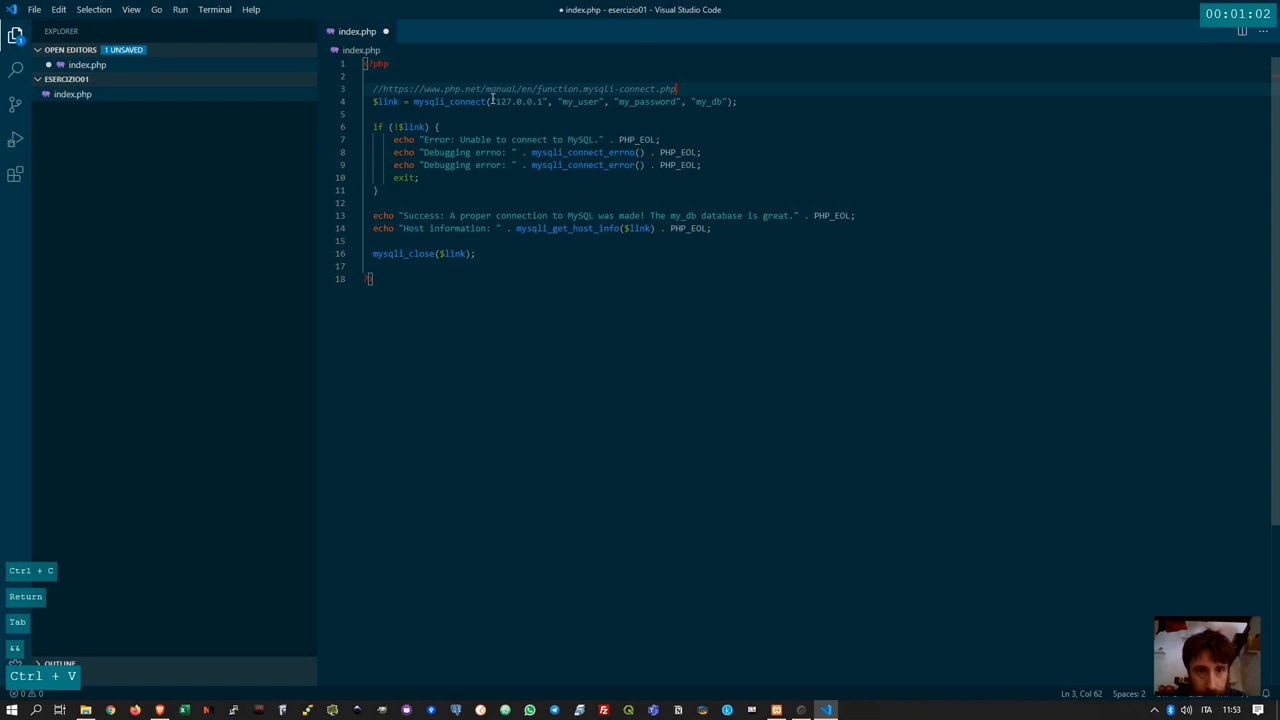 File Edit Selection View Go Run Terminal Help
● index.php - esercizio01 - Visual Studio Code
00:01:02
EXPLORER
OPEN EDITORS 1 UNSAVED
● index.php
ESERCIZIO01
index.php
OUTLINE
index.php ●
index.php
1 <?php
2
3 //https://www.php.net/manual/en/function.mysqli-connect.php
4 $link = mysqli_connect("127.0.0.1", "my_user", "my_password", "my_db");
5
6 if (!$link) {
7 echo "Error: Unable to connect to MySQL." . PHP_EOL;
8 echo "Debugging errno: " . mysqli_connect_errno() . PHP_EOL;
9 echo "Debugging error: " . mysqli_connect_error() . PHP_EOL;
10 exit;
11 }
12
13 echo "Success: A proper connection to MySQL was made! The my_db database is great." . PHP_EOL;
14 echo "Host information: " . mysqli_get_host_info($link) . PHP_EOL;
15
16 mysqli_close($link);
17
18 ?>
Ctrl + C
Return
Tab
Ctrl + V
0 0
Ln 3, Col 62
Spaces: 2
ITA
11:53